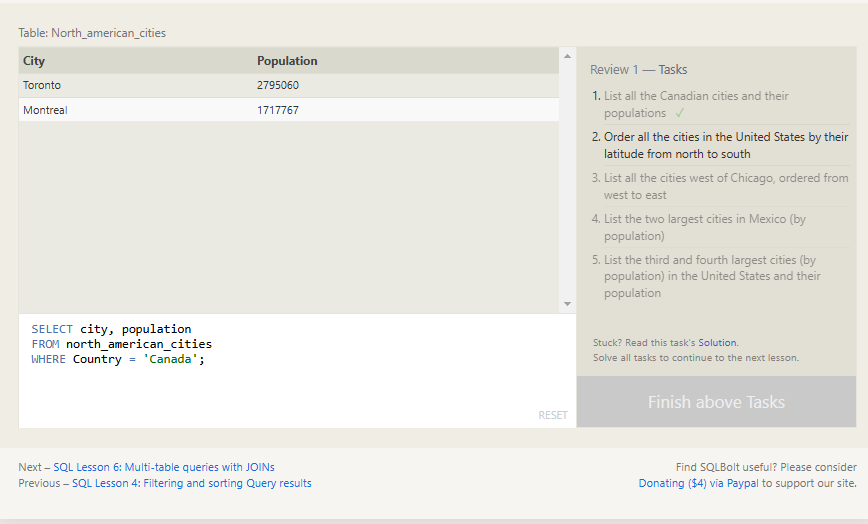 Table: North_american_cities
City Population
Toronto 2795060
Montreal 1717767
SELECT city, population
FROM north_american_cities
WHERE Country = 'Canada';
RESET
Review 1 — Tasks
1. List all the Canadian cities and their
populations ✓
2. Order all the cities in the United States by their
latitude from north to south
3. List all the cities west of Chicago, ordered from
west to east
4. List the two largest cities in Mexico (by
population)
5. List the third and fourth largest cities (by
population) in the United States and their
population
Stuck? Read this task's Solution.
Solve all tasks to continue to the next lesson.
Finish above Tasks
Next – SQL Lesson 6: Multi-table queries with JOINs
Previous – SQL Lesson 4: Filtering and sorting Query results
Find SQLBolt useful? Please consider
Donating ($4) via Paypal to support our site.